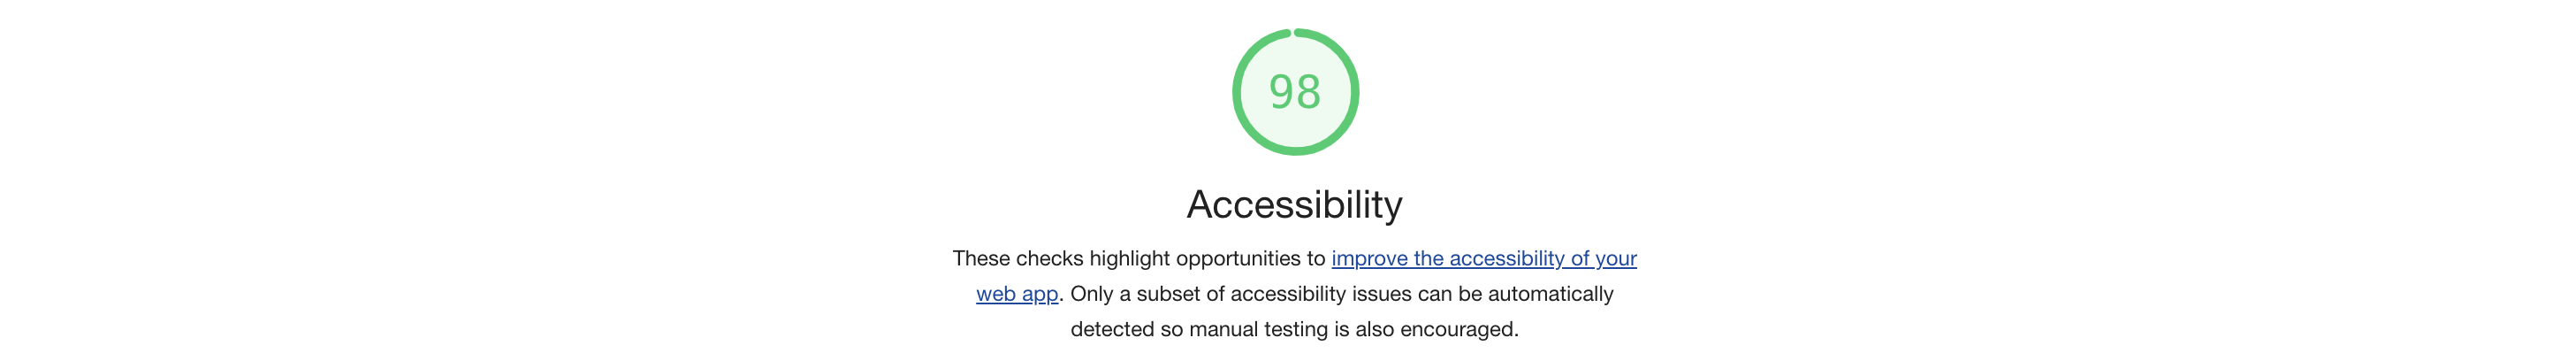 98
Accessibility
These checks highlight opportunities to improve the accessibility of your
web app. Only a subset of accessibility issues can be automatically
detected so manual testing is also encouraged.